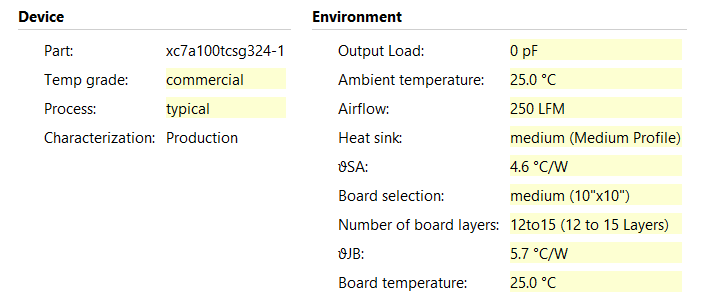 Device
Part: xc7a100tcsg324-1
Temp grade: commercial
Process: typical
Characterization: Production
Environment
Output Load: 0 pF
Ambient temperature: 25.0 °C
Airflow: 250 LFM
Heat sink: medium (Medium Profile)
ϑSA: 4.6 °C/W
Board selection: medium (10"x10")
Number of board layers: 12to15 (12 to 15 Layers)
ϑJB: 5.7 °C/W
Board temperature: 25.0 °C